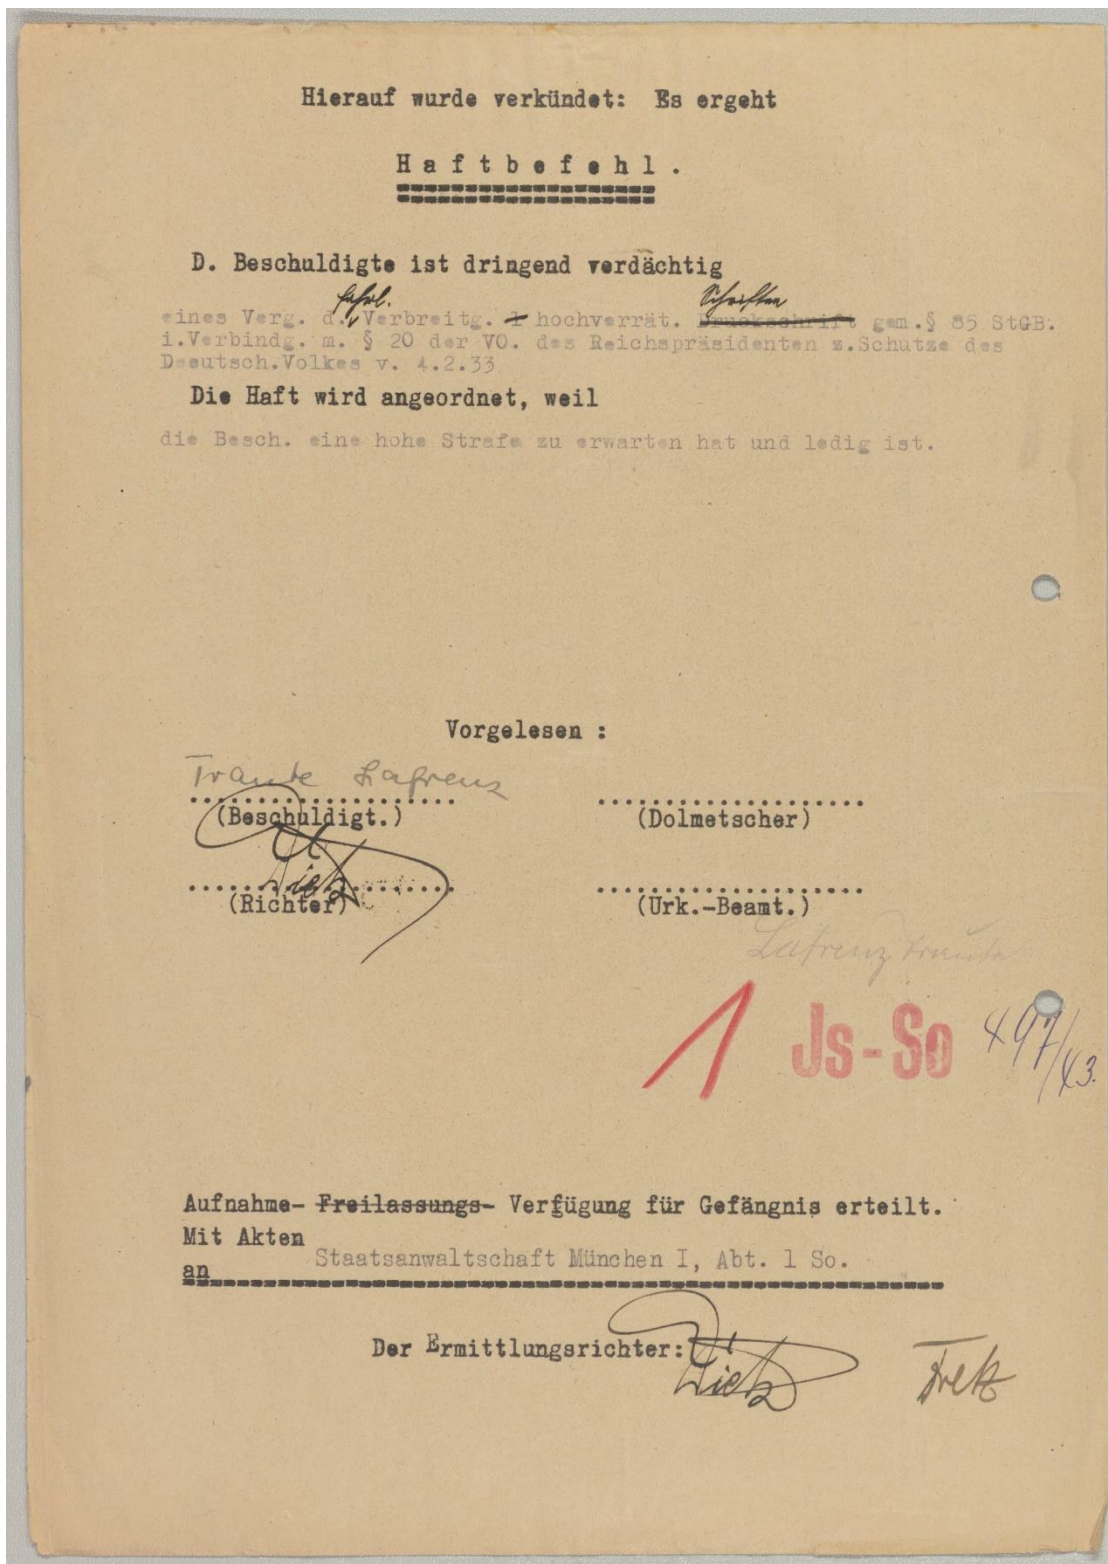 Hierauf wurde verkündet: Es ergeht
Haftbefehl.
D. Beschuldigte ist dringend verdächtig
fahrl. Schriften
eines Verg. d. Verbreitg. 1 hochverrät. Druckschrift gem.§ 85 StGB.
i.Verbindg. m. § 20 der VO. des Reichspräsidenten z.Schutze des
Deeutsch.Volkes v. 4.2.33
Die Haft wird angeordnet, weil
die Besch. eine hohe Strafe zu erwarten hat und ledig ist.
Vorgelesen :
Traute Lafrenz
(Beschuldigt.) (Dolmetscher)
Dietz
(Richter) (Urk.-Beamt.)
Lafrenz Traute
1 Js-So 497/43.
Aufnahme- Freilassungs- Verfügung für Gefängnis erteilt.
Mit Akten
an Staatsanwaltschaft München I, Abt. 1 So.
Der Ermittlungsrichter: Dietz